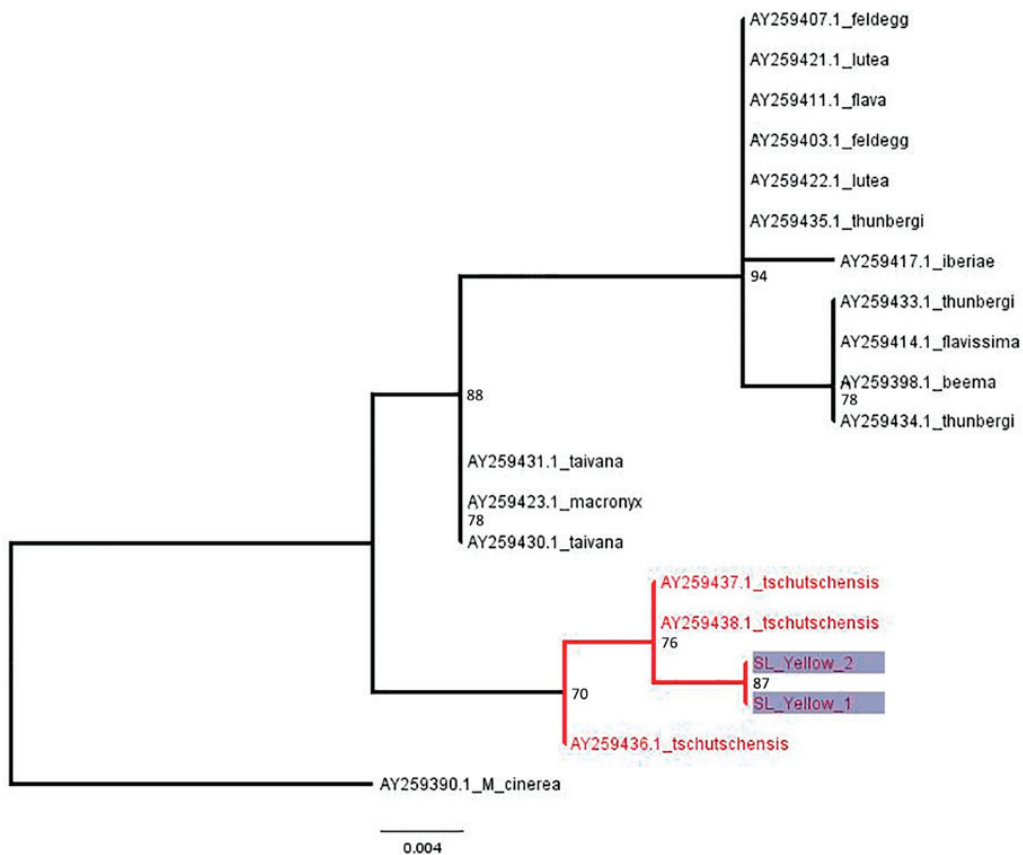 AY259407.1_feldegg
AY259421.1_lutea
AY259411.1_flava
AY259403.1_feldegg
AY259422.1_lutea
AY259435.1_thunbergi
AY259417.1_iberiae
94
AY259433.1_thunbergi
AY259414.1_flavissima
AY259398.1_beema
78
AY259434.1_thunbergi
88
AY259431.1_taivana
AY259423.1_macronyx
78
AY259430.1_taivana
AY259437.1_tschutschensis
AY259438.1_tschutschensis
76
SL_Yellow_2
87
70
SL_Yellow_1
AY259436.1_tschutschensis
AY259390.1_M_cinerea
0.004